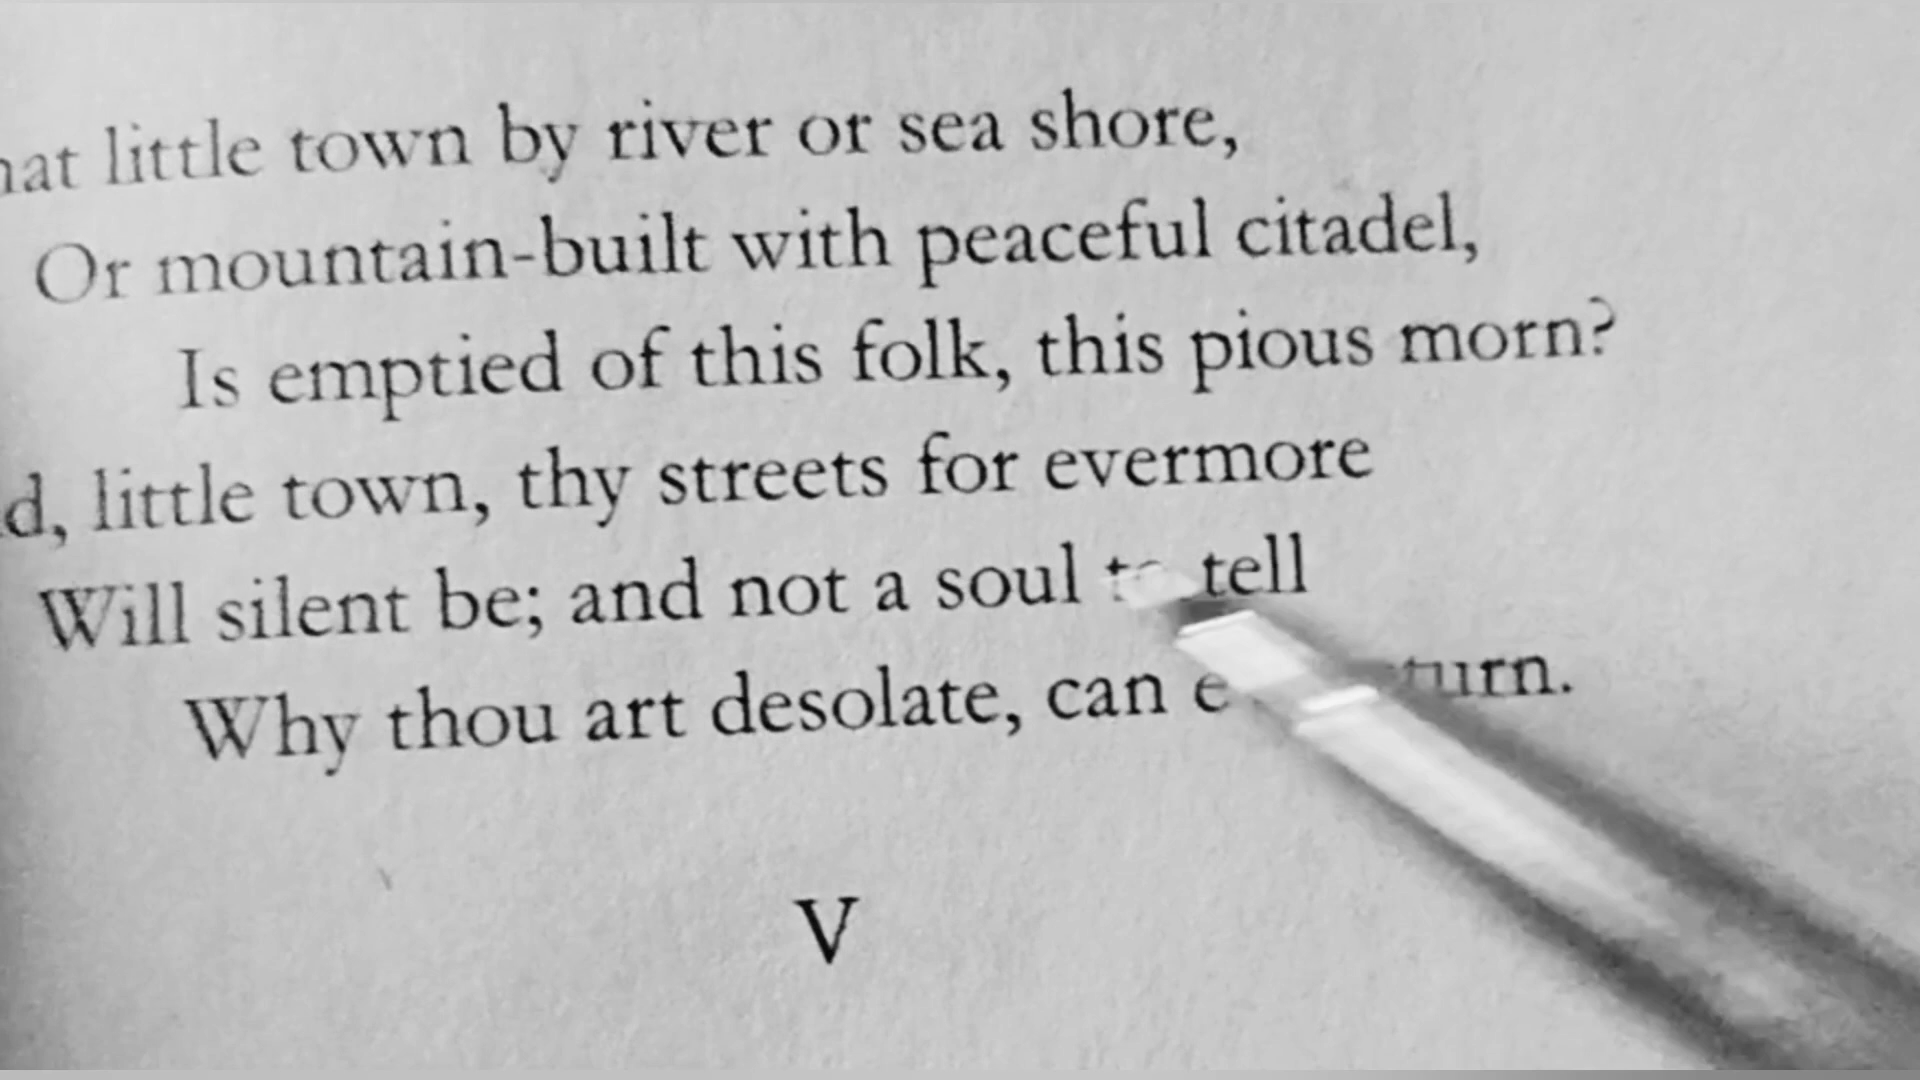 little town by river or sea shore,
Or mountain-built with peaceful citadel,
Is emptied of this folk, this pious morn?
little town, thy streets for evermore
Will silent be; and not a soul to tell
Why thou art desolate, can
V